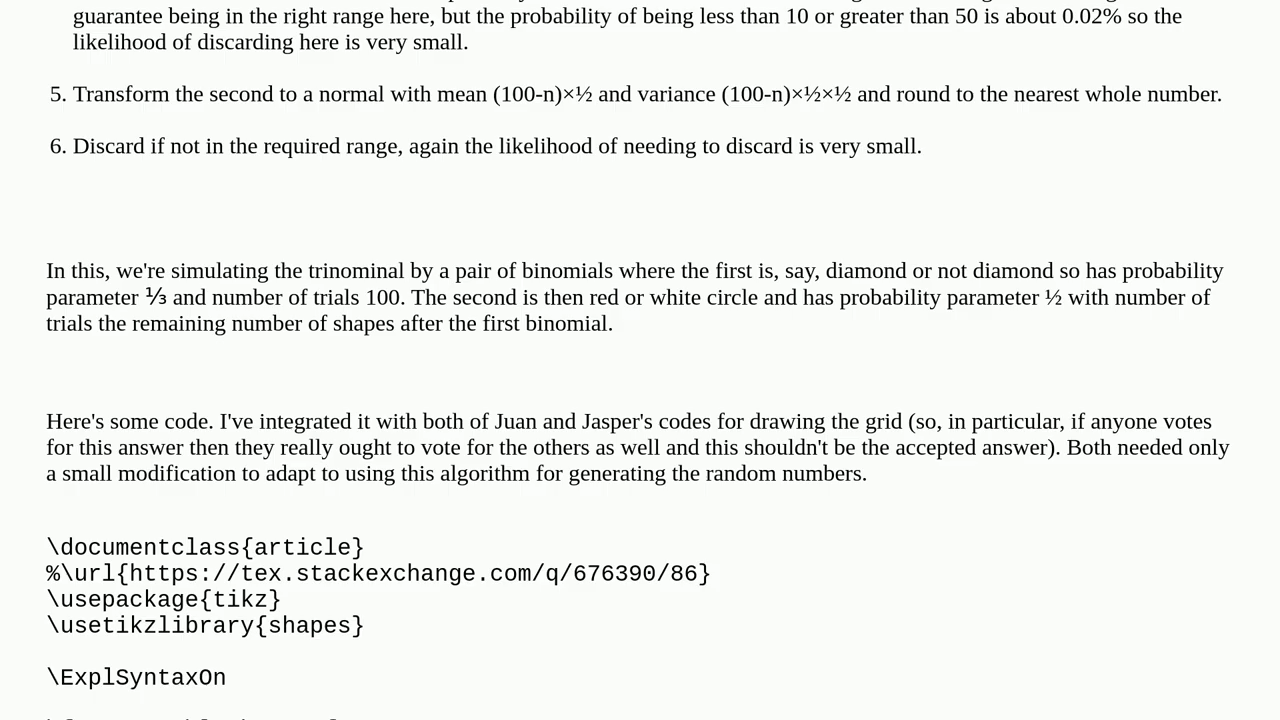 guarantee being in the right range here, but the probability of being less than 10 or greater than 50 is about 0.02% so the
likelihood of discarding here is very small.
5. Transform the second to a normal with mean (100-n)×½ and variance (100-n)×½×½ and round to the nearest whole number.
6. Discard if not in the required range, again the likelihood of needing to discard is very small.
In this, we're simulating the trinominal by a pair of binomials where the first is, say, diamond or not diamond so has probability
parameter ⅓ and number of trials 100. The second is then red or white circle and has probability parameter ½ with number of
trials the remaining number of shapes after the first binomial.
Here's some code. I've integrated it with both of Juan and Jasper's codes for drawing the grid (so, in particular, if anyone votes
for this answer then they really ought to vote for the others as well and this shouldn't be the accepted answer). Both needed only
a small modification to adapt to using this algorithm for generating the random numbers.
\documentclass{article}
%\url{https://tex.stackexchange.com/q/676390/86}
\usepackage{tikz}
\usetikzlibrary{shapes}
\ExplSyntaxOn